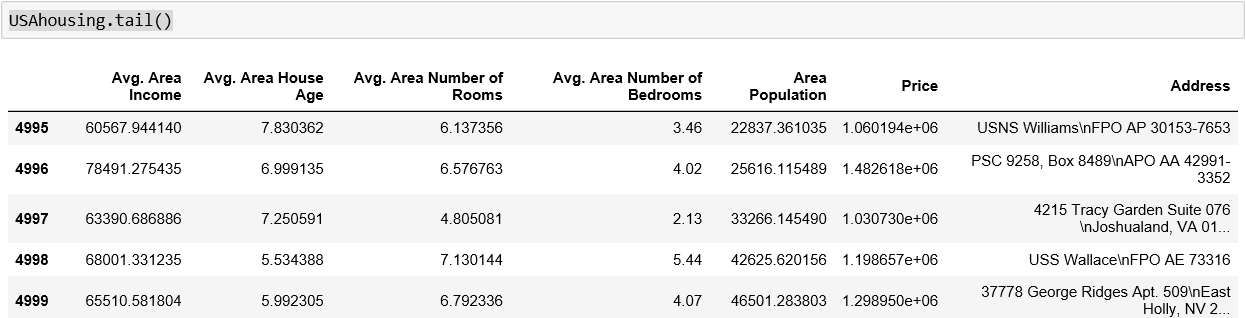 USAhousing.tail()
Avg. Area Income Avg. Area House Age Avg. Area Number of Rooms Avg. Area Number of Bedrooms Area Population Price Address
4995 60567.944140 7.830362 6.137356 3.46 22837.361035 1.060194e+06 USNS Williams\nFPO AP 30153-7653
4996 78491.275435 6.999135 6.576763 4.02 25616.115489 1.482618e+06 PSC 9258, Box 8489\nAPO AA 42991-
3352
4997 63390.686886 7.250591 4.805081 2.13 33266.145490 1.030730e+06 4215 Tracy Garden Suite 076
\nJoshualand, VA 01...
4998 68001.331235 5.534388 7.130144 5.44 42625.620156 1.198657e+06 USS Wallace\nFPO AE 73316
4999 65510.581804 5.992305 6.792336 4.07 46501.283803 1.298950e+06 37778 George Ridges Apt. 509\nEast
Holly, NV 2...